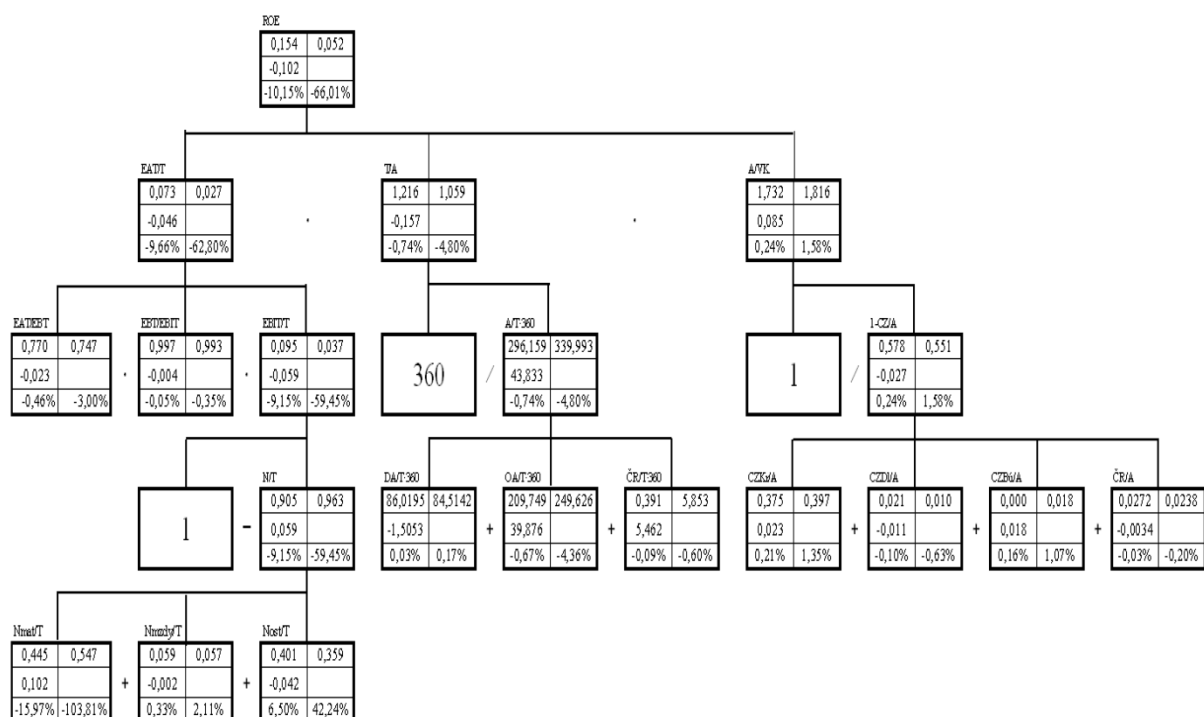 ROE
0,154 0,052
-0,102
-10,15% -66,01%
EAT/T T/A A/VK
0,073 0,027 1,216 1,059 1,732 1,816
-0,046 · -0,157 · 0,085
-9,66% -62,80% -0,74% -4,80% 0,24% 1,58%
EAT/EBT EBT/EBIT EBIT/T A/T·360 1-CZ/A
0,770 0,747 0,997 0,993 0,095 0,037 296,159 339,993 0,578 0,551
-0,023 · -0,004 · -0,059 360 / 43,833 1 / -0,027
-0,46% -3,00% -0,05% -0,35% -9,15% -59,45% -0,74% -4,80% 0,24% 1,58%
N/T DA/T·360 OA/T·360 ČR/T·360 CZKr/A CZDl/A CZBú/A ČR/A
0,905 0,963 86,0195 84,5142 209,749 249,626 0,391 5,853 0,375 0,397 0,021 0,010 0,000 0,018 0,0272 0,0238
1 - 0,059 -1,5053 + 39,876 + 5,462 0,023 + -0,011 + 0,018 + -0,0034
-9,15% -59,45% 0,03% 0,17% -0,67% -4,36% -0,09% -0,60% 0,21% 1,35% -0,10% -0,63% 0,16% 1,07% -0,03% -0,20%
Nmat/T Nmzdy/T Nost/T
0,445 0,547 0,059 0,057 0,401 0,359
0,102 + -0,002 + -0,042
-15,97% -103,81% 0,33% 2,11% 6,50% 42,24%